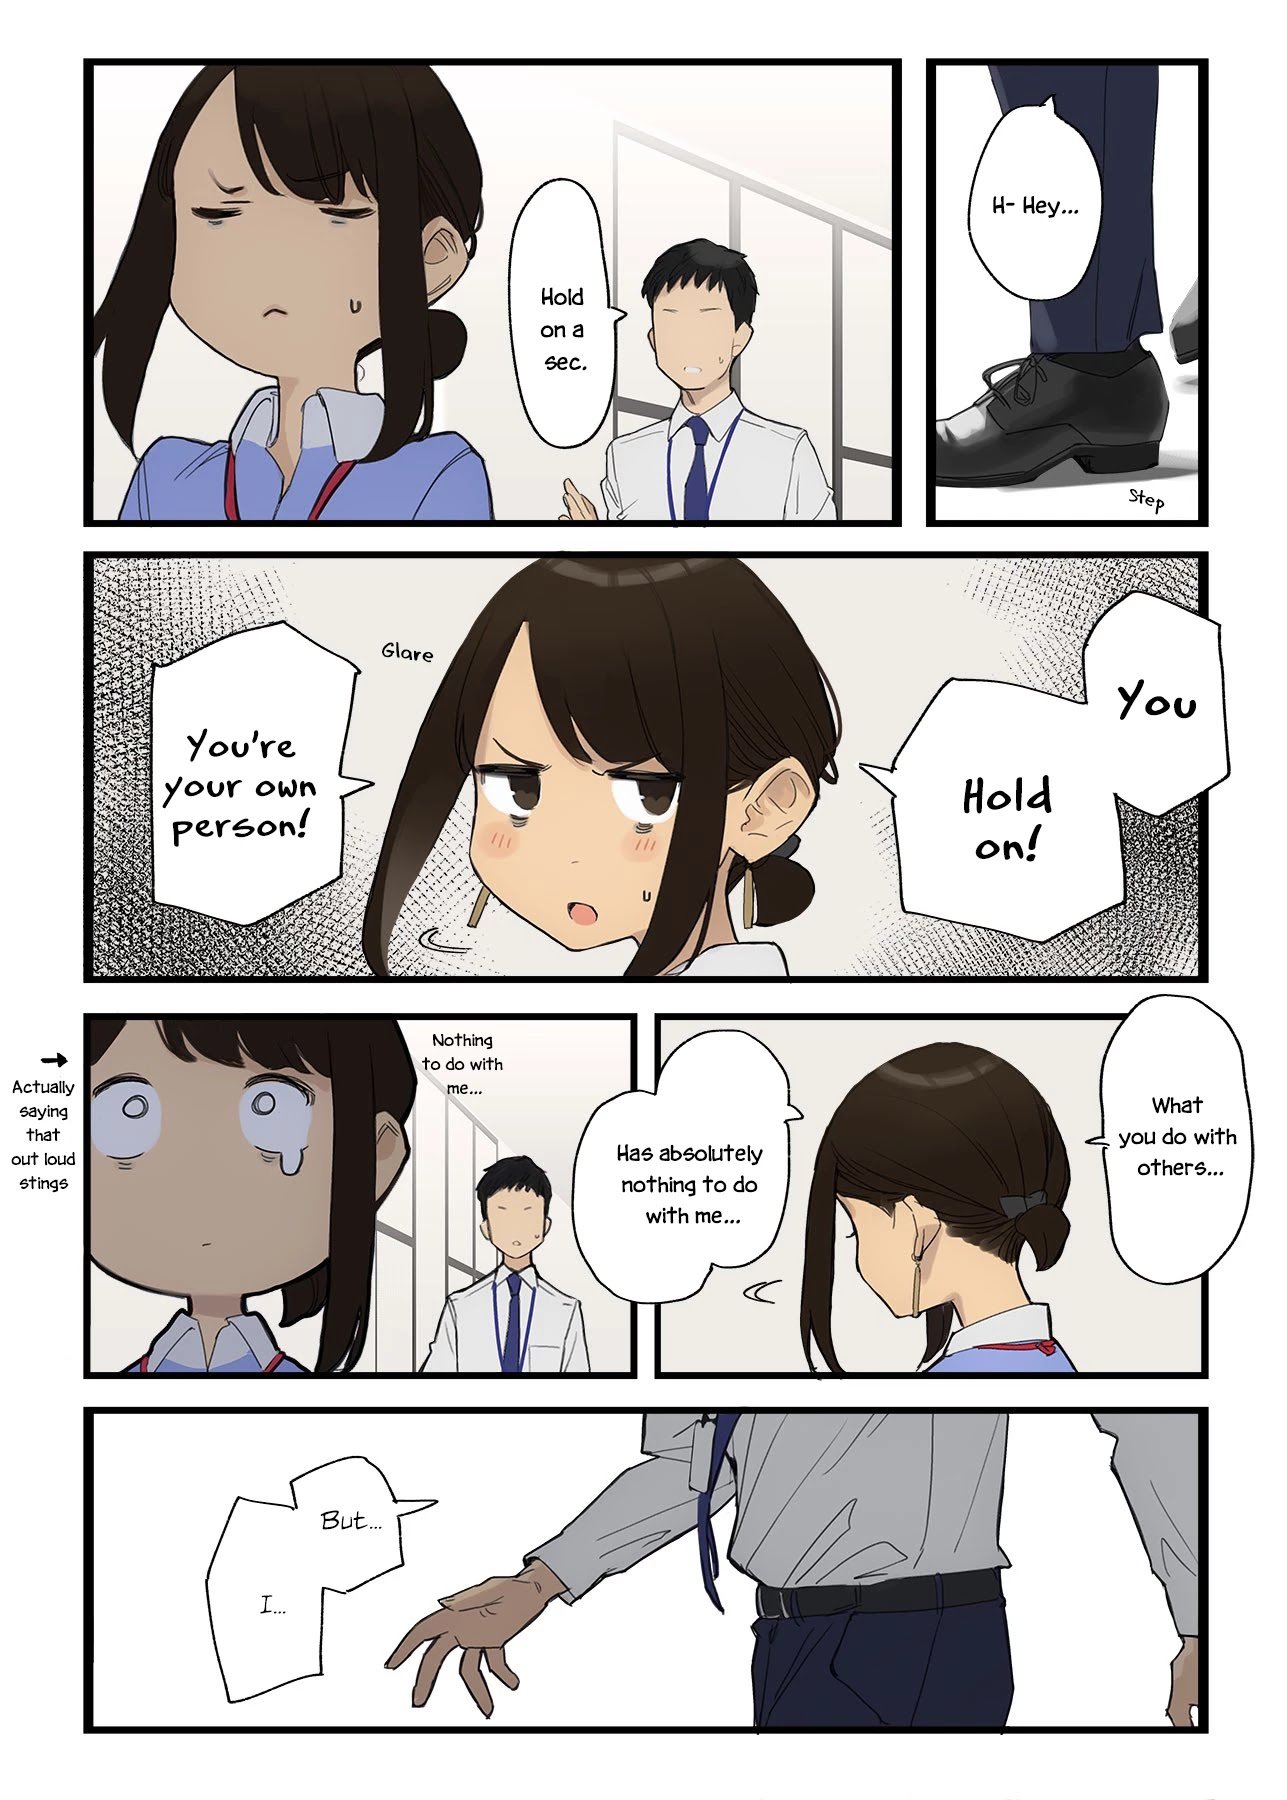 H- Hey...
Step
Hold
on a
sec.
You
Hold
on!
Glare
You're
your own
person!
What
you do with
others...
Has absolutely
nothing to do
with me...
Nothing
to do with
me...
→
Actually
saying
that
out loud
stings
But...
I...